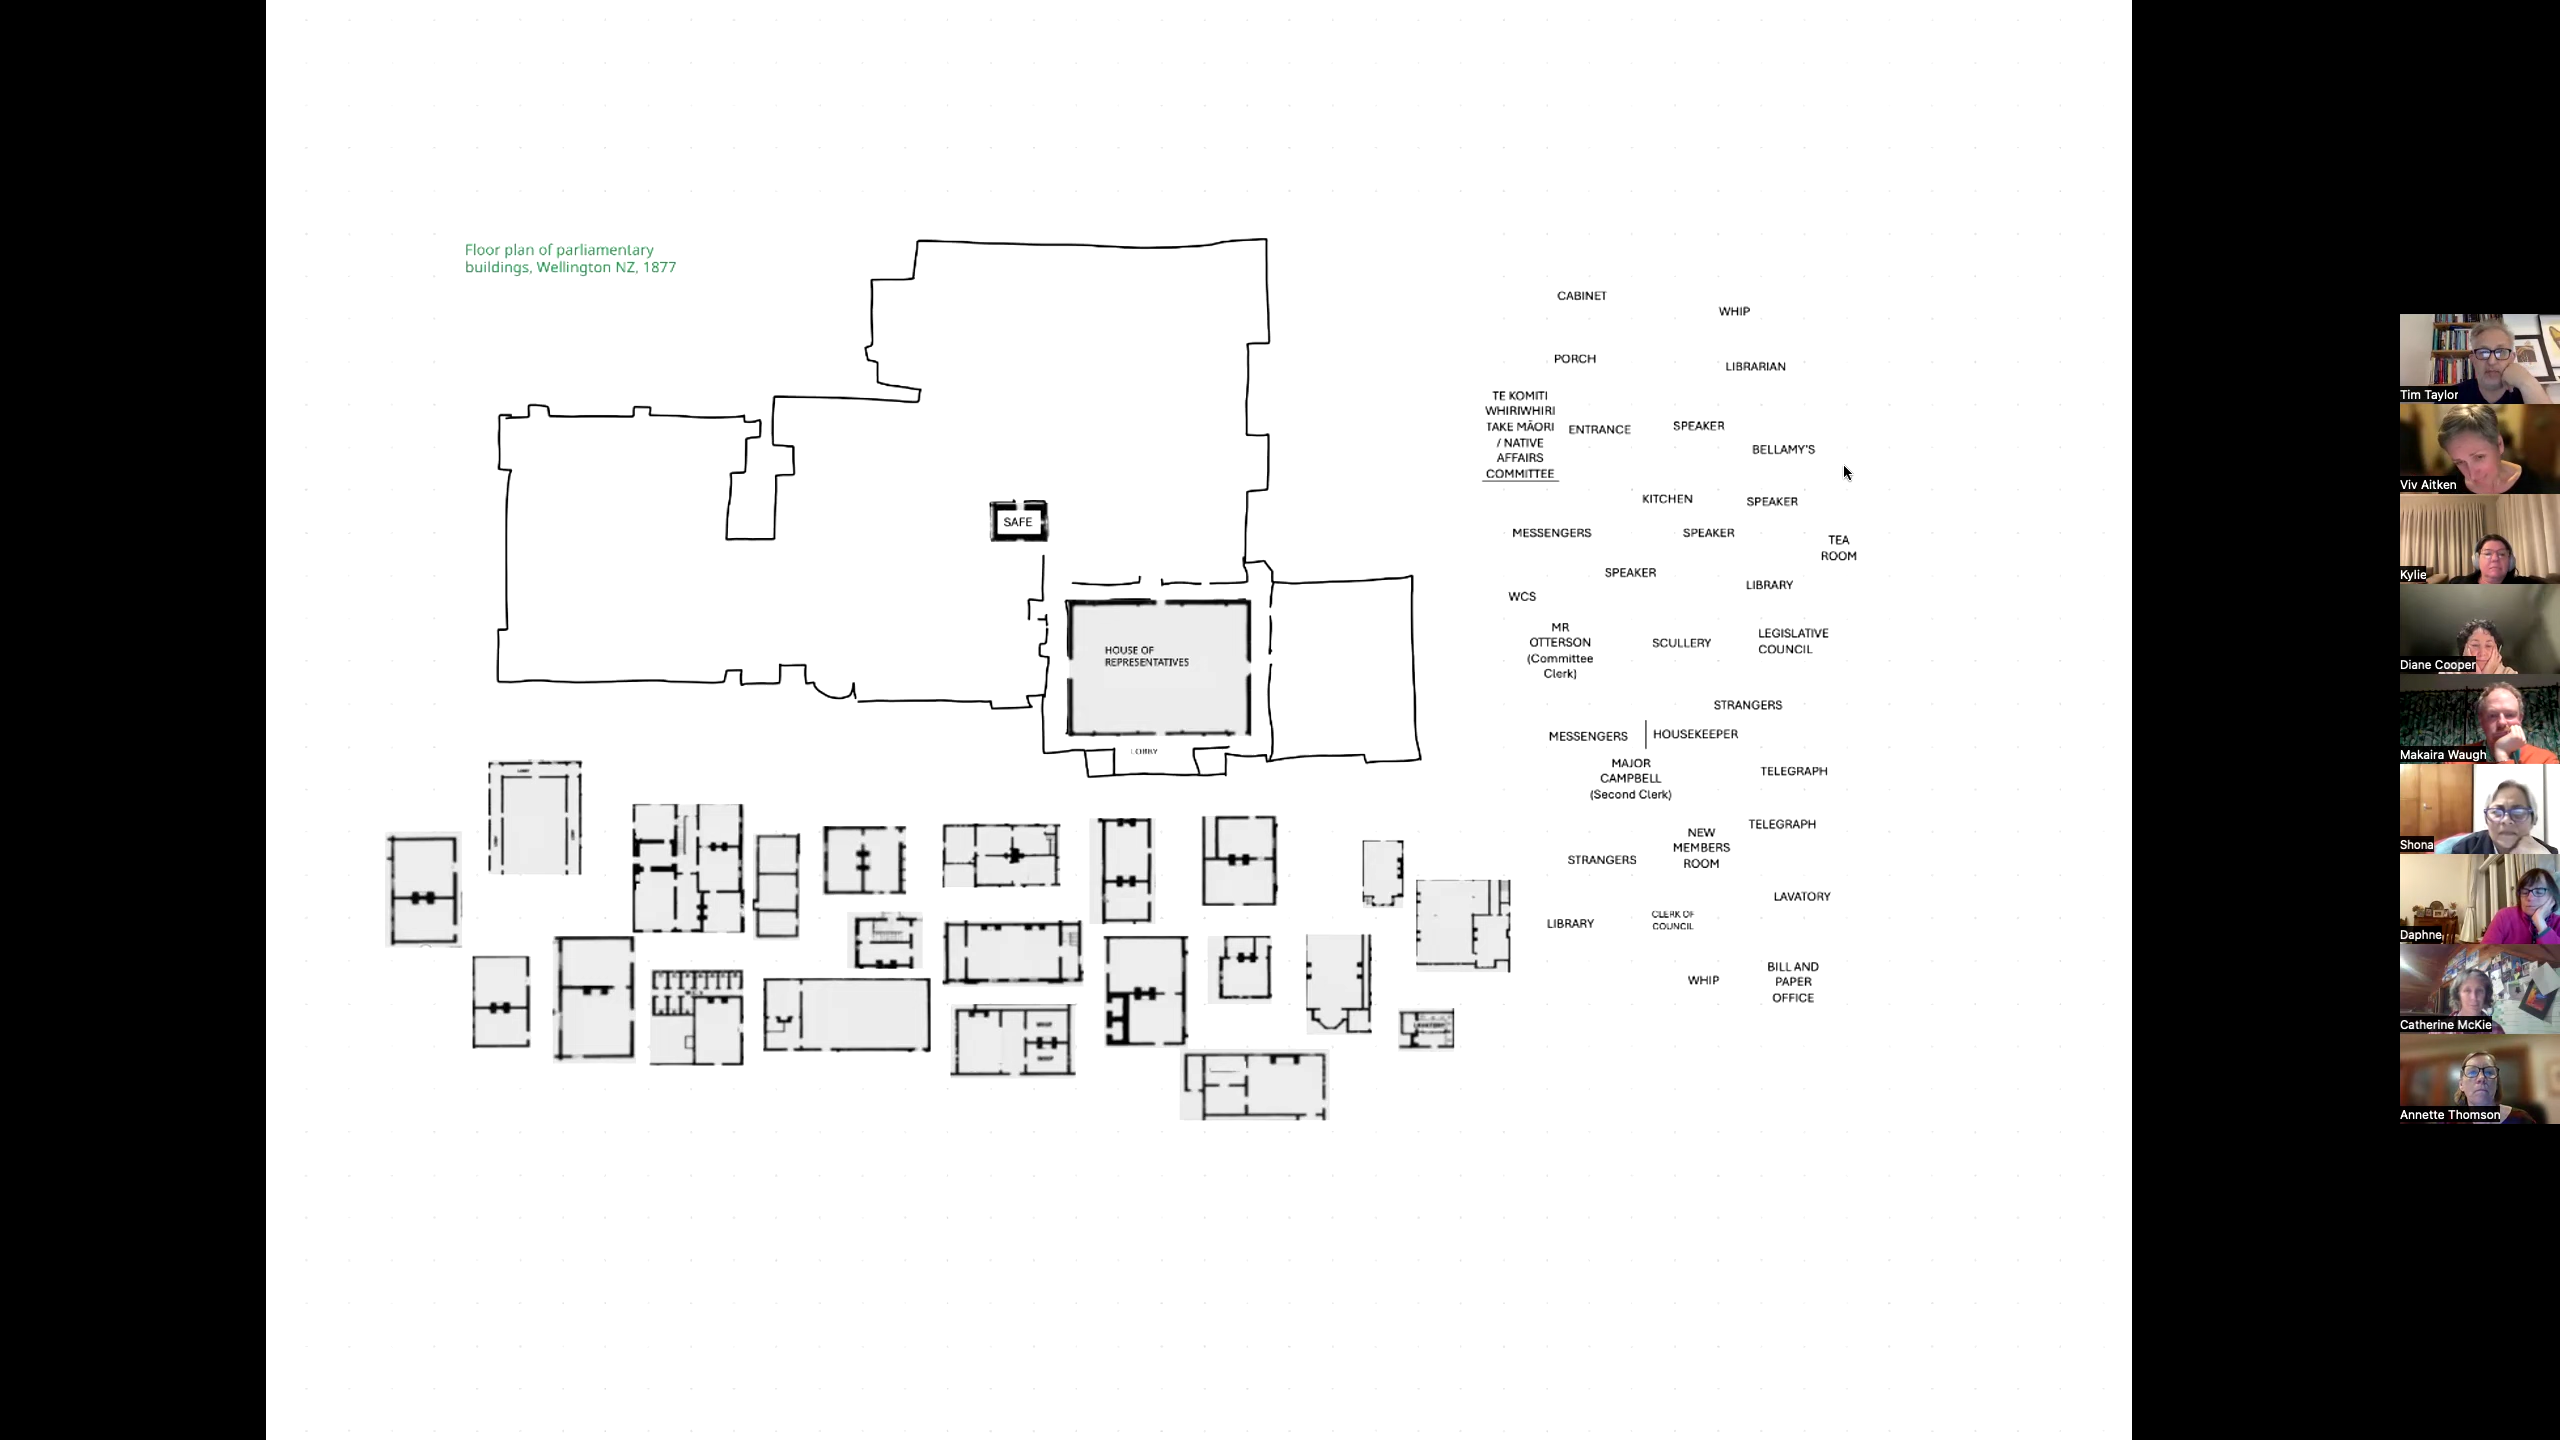 Floor plan of parliamentary
buildings, Wellington NZ, 1877
SAFE
HOUSE OF
REPRESENTATIVES
LOBBY
CABINET
WHIP
PORCH
LIBRARIAN
TE KOMITI
WHIRIWHIRI
TAKE MĀORI
/ NATIVE
AFFAIRS
COMMITTEE
ENTRANCE
SPEAKER
BELLAMY'S
KITCHEN
SPEAKER
MESSENGERS
SPEAKER
TEA
ROOM
SPEAKER
LIBRARY
WCS
MR
OTTERSON
(Committee
Clerk)
SCULLERY
LEGISLATIVE
COUNCIL
STRANGERS
MESSENGERS
HOUSEKEEPER
MAJOR
CAMPBELL
(Second Clerk)
TELEGRAPH
TELEGRAPH
NEW
MEMBERS
ROOM
STRANGERS
LAVATORY
LIBRARY
CLERK OF
COUNCIL
WHIP
BILL AND
PAPER
OFFICE
WHIP
WHIP
LAVATORY
Tim Taylor
Viv Aitken
Kylie
Diane Cooper
Makaira Waugh
Shona
Daphne
Catherine McKie
Annette Thomson